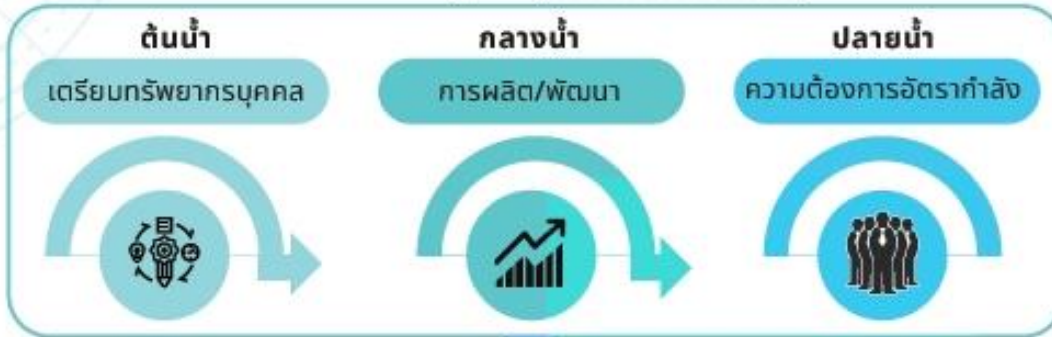 ต้นน้ำ
เตรียมทรัพยากรบุคคล
กลางน้ำ
การผลิต/พัฒนา
ปลายน้ำ
ความต้องการอัตรากำลัง